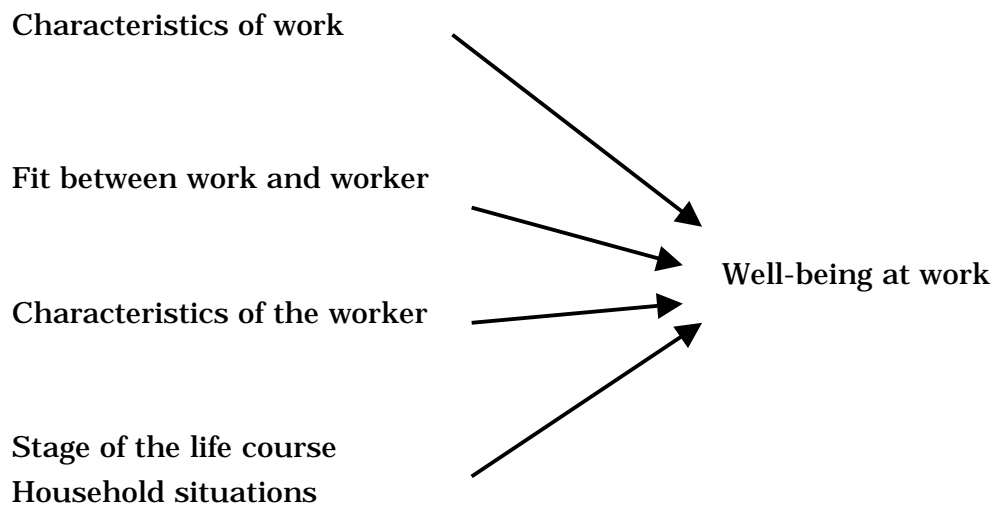 Characteristics of work
Fit between work and worker
Well-being at work
Characteristics of the worker
Stage of the life course
Household situations